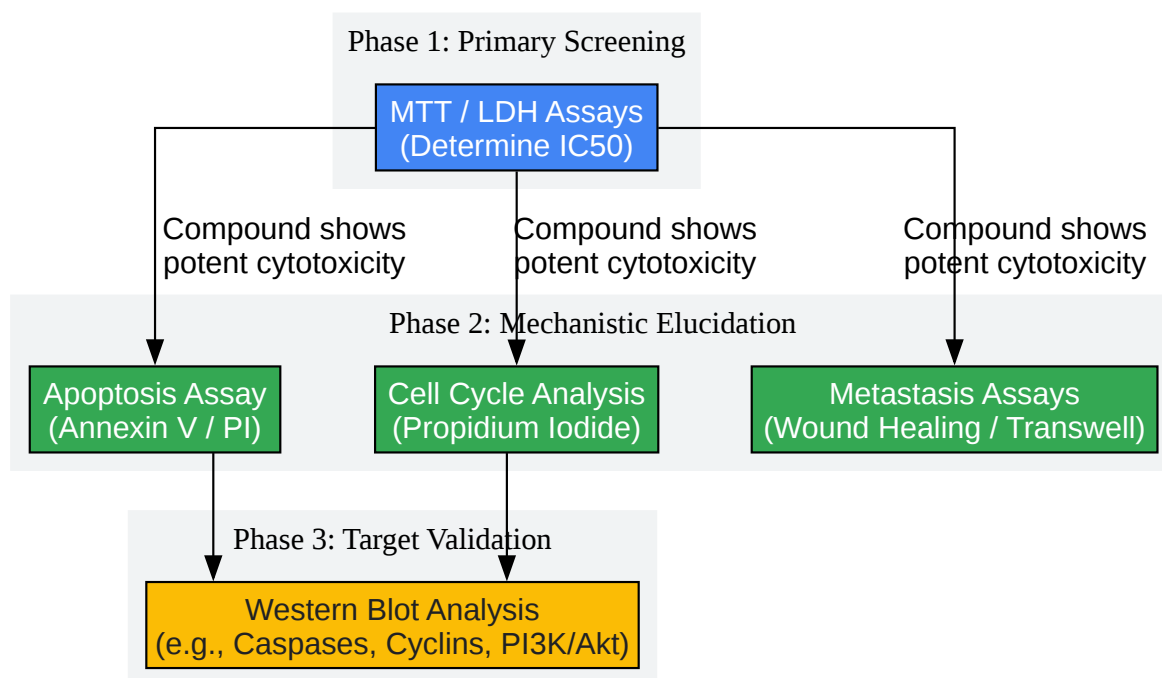 Phase 1: Primary Screening
MTT / LDH Assays
(Determine IC50)
Compound shows
potent cytotoxicity
Compound shows
potent cytotoxicity
Compound shows
potent cytotoxicity
Phase 2: Mechanistic Elucidation
Apoptosis Assay
(Annexin V / PI)
Cell Cycle Analysis
(Propidium Iodide)
Metastasis Assays
(Wound Healing / Transwell)
Phase 3: Target Validation
Western Blot Analysis
(e.g., Caspases, Cyclins, PI3K/Akt)